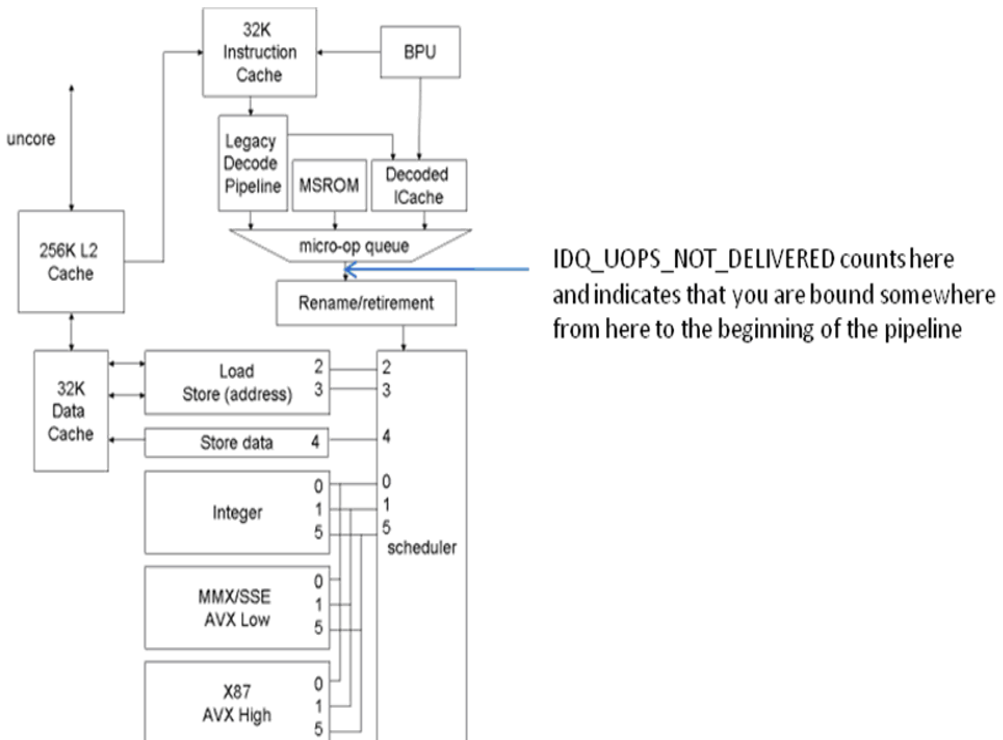 32K
Instruction
Cache
BPU
uncore
Legacy
Decode
Pipeline
MSROM
Decoded
ICache
256K L2
Cache
micro-op queue
IDQ_UOPS_NOT_DELIVERED counts here
and indicates that you are bound somewhere
from here to the beginning of the pipeline
Rename/retirement
32K
Data
Cache
Load
Store (address)
2
3
2
3
Store data
4
4
Integer
0
1
5
0
1
5
scheduler
MMX/SSE
AVX Low
0
1
5
X87
AVX High
0
1
5